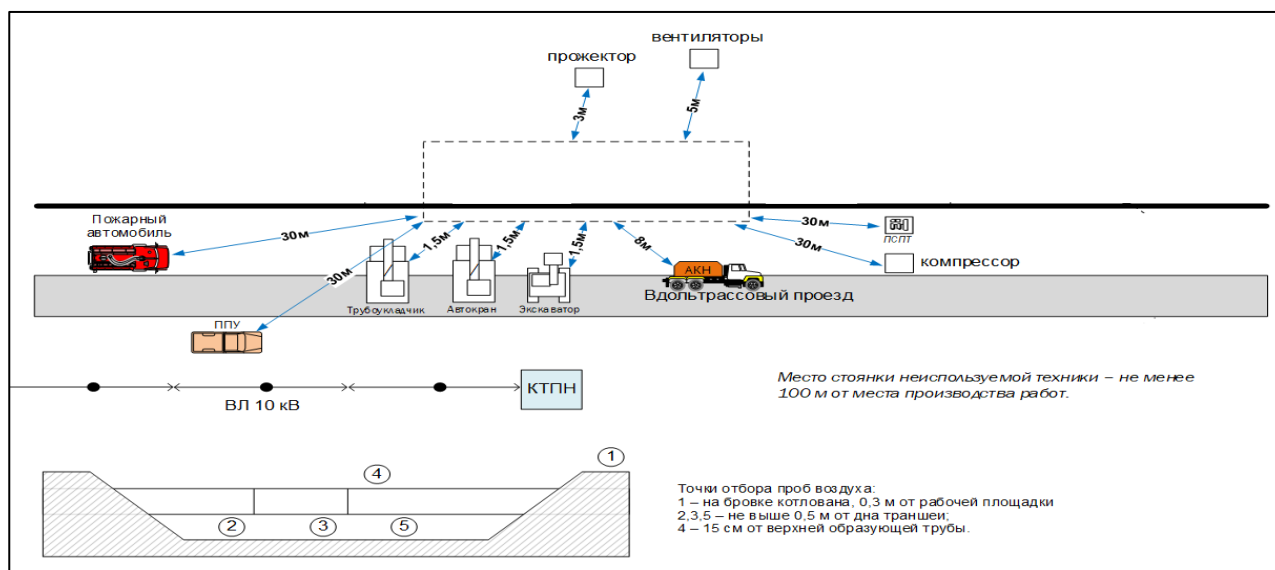 вентиляторы
прожектор
3м
5м
Пожарный
автомобиль
30м
30м
1,5м
1,5м
1,5м
8м
30м
30м
ПСПТ
компрессор
АКН
Вдольтрассовый проезд
Трубоукладчик
Автокран
Экскаватор
ППУ
ВЛ 10 кВ
КТПН
Место стоянки неиспользуемой техники – не менее
100 м от места производства работ.
1
4
2
3
5
Точки отбора проб воздуха:
1 – на бровке котлована, 0,3 м от рабочей площадки
2,3,5 – не выше 0,5 м от дна траншеи;
4 – 15 см от верхней образующей трубы.